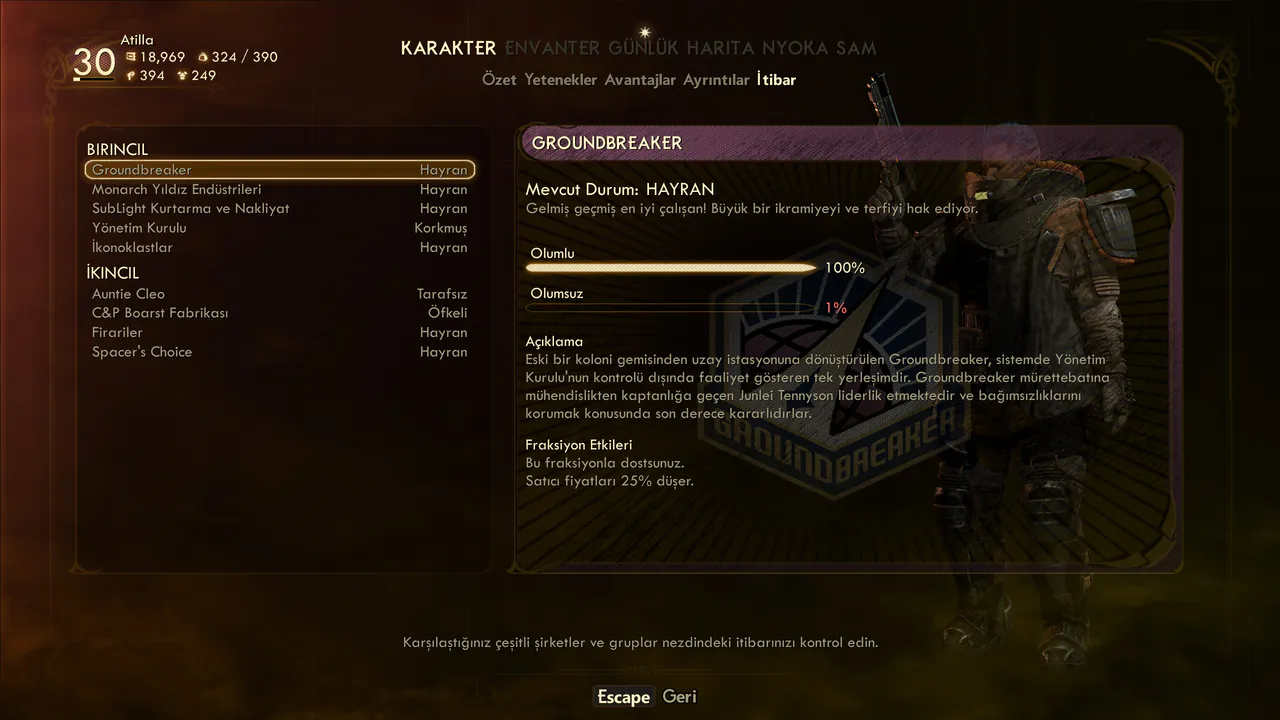 Atilla
30 18,969 324 / 390
394 249
KARAKTER ENVANTER GÜNLÜK HARITA NYOKA SAM
Özet Yetenekler Avantajlar Ayrıntılar İtibar
BIRINCIL
Groundbreaker Hayran
Monarch Yıldız Endüstrileri Hayran
SubLight Kurtarma ve Nakliyat Hayran
Yönetim Kurulu Korkmuş
İkonoklastlar Hayran
İKINCIL
Auntie Cleo Tarafsız
C&P Boarst Fabrikası Öfkeli
Firariler Hayran
Spacer's Choice Hayran
GROUNDBREAKER
Mevcut Durum: HAYRAN
Gelmiş geçmiş en iyi çalışan! Büyük bir ikramiyeyi ve terfiyi hak ediyor.
Olumlu
100%
Olumsuz
1%
Açıklama
Eski bir koloni gemisinden uzay istasyonuna dönüştürülen Groundbreaker, sistemde Yönetim
Kurulu'nun kontrolü dışında faaliyet gösteren tek yerleşimdir. Groundbreaker mürettebatına
mühendislikten kaptanlığa geçen Junlei Tennyson liderlik etmektedir ve bağımsızlıklarını
korumak konusunda son derece kararlıdırlar.
GROUNDBREAKER
Fraksiyon Etkileri
Bu fraksiyonla dostsunuz.
Satıcı fiyatları 25% düşer.
Karşılaştığınız çeşitli şirketler ve gruplar nezdindeki itibarınızı kontrol edin.
Escape Geri